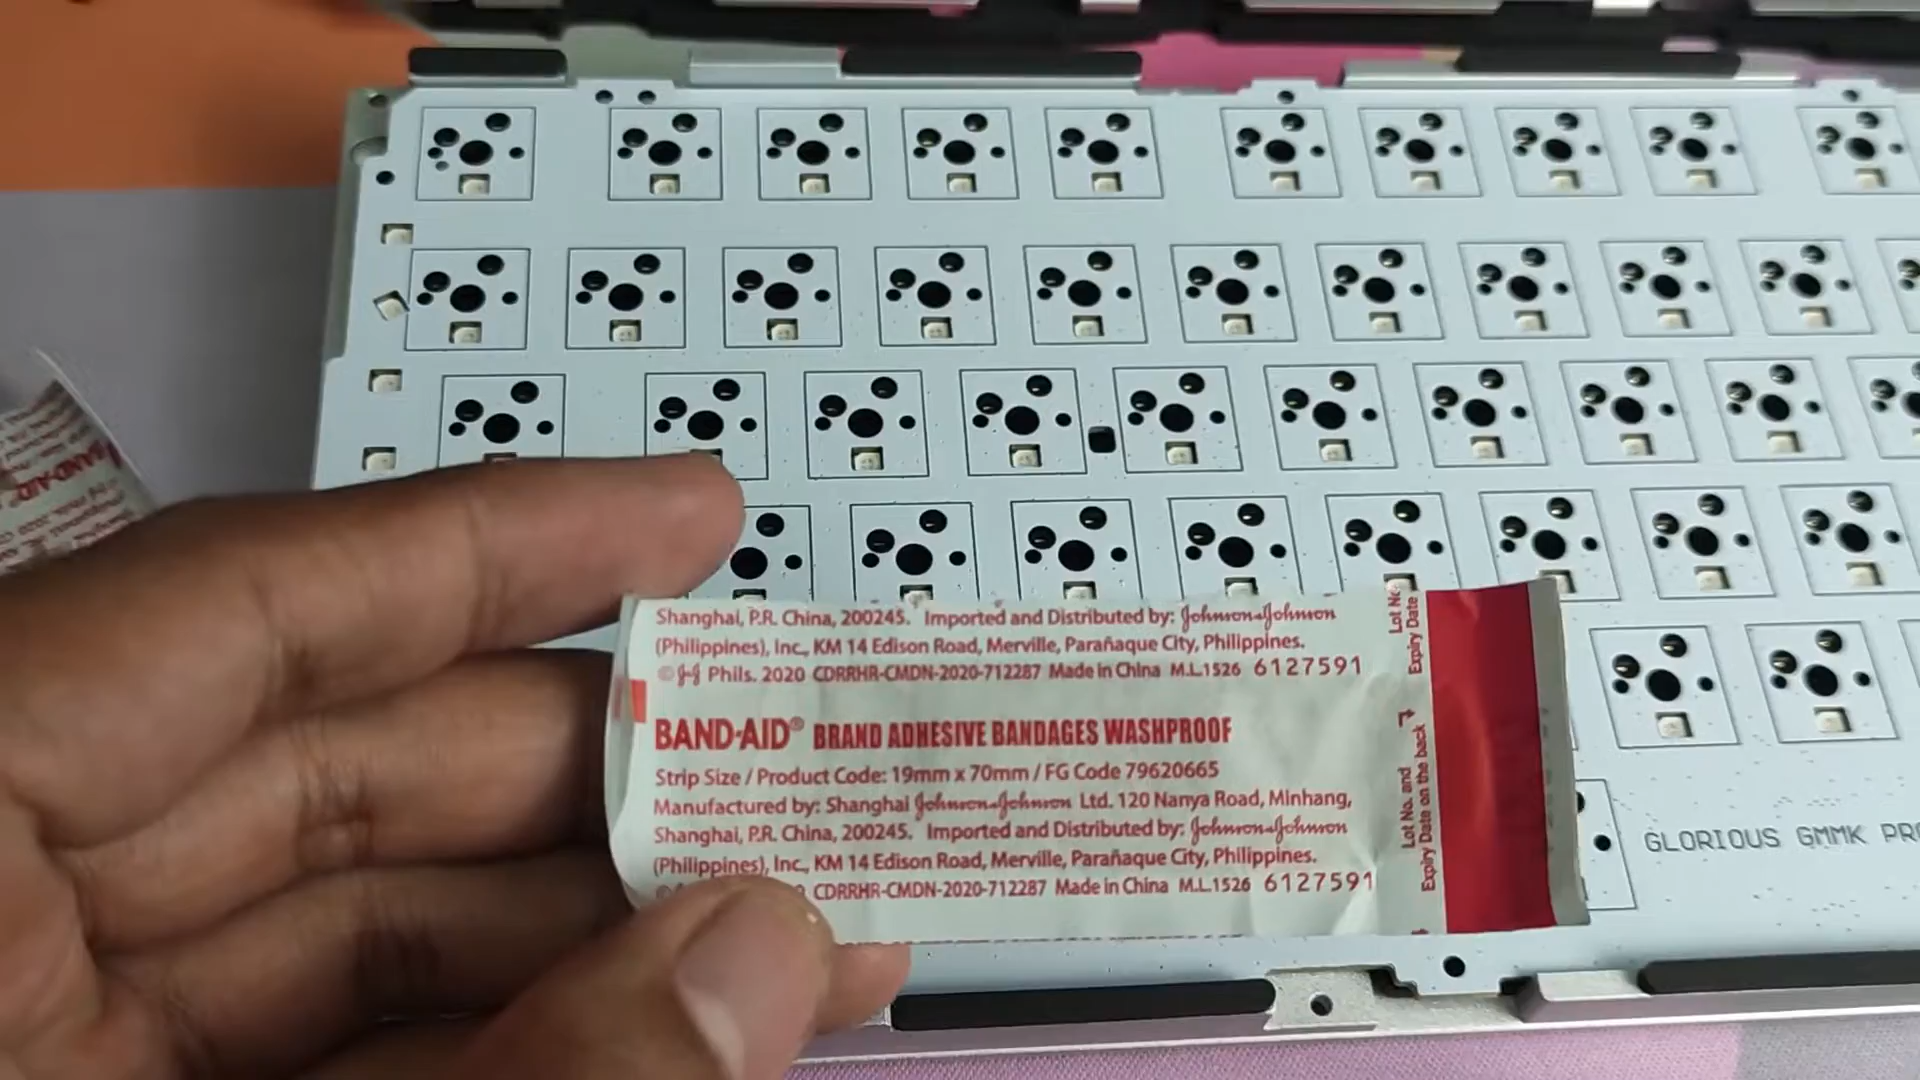 Shanghai, P.R. China, 200245. Imported and Distributed by: Johnson&Johnson
(Philippines), Inc., KM 14 Edison Road, Merville, Parañaque City, Philippines.
©J&J Phils. 2020 CDRRHR-CMDN-2020-712287 Made in China M.L.1526 6127591
BAND-AID® BRAND ADHESIVE BANDAGES WASHPROOF
Strip Size / Product Code: 19mm x 70mm / FG Code 79620665
Manufactured by: Shanghai Johnson&Johnson Ltd. 120 Nanya Road, Minhang,
Shanghai, P.R. China, 200245. Imported and Distributed by: Johnson&Johnson
(Philippines), Inc., KM 14 Edison Road, Merville, Parañaque City, Philippines.
CDRRHR-CMDN-2020-712287 Made in China M.L.1526 6127591
Lot No.
Expiry Date
Lot No. and
Expiry Date on the back
GLORIOUS GMMK PRO
BAND-AID